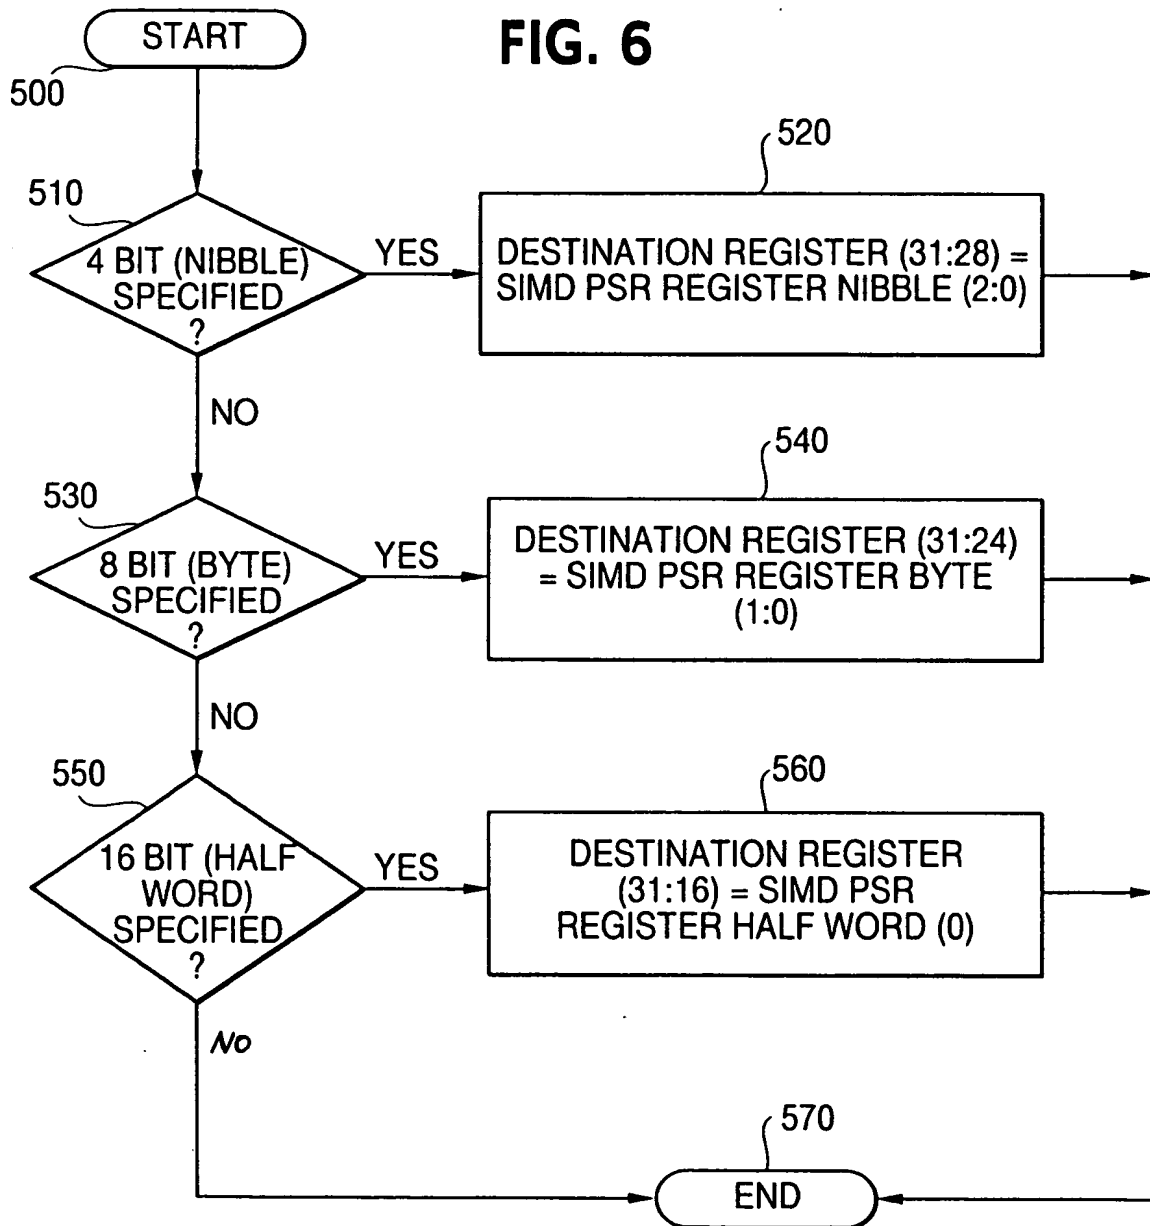 FIG. 6
START
500
510
4 BIT (NIBBLE)
SPECIFIED
?
YES
520
DESTINATION REGISTER (31:28) =
SIMD PSR REGISTER NIBBLE (2:0)
NO
530
8 BIT (BYTE)
SPECIFIED
?
YES
540
DESTINATION REGISTER (31:24)
= SIMD PSR REGISTER BYTE
(1:0)
NO
550
16 BIT (HALF
WORD)
SPECIFIED
?
YES
560
DESTINATION REGISTER
(31:16) = SIMD PSR
REGISTER HALF WORD (0)
NO
570
END